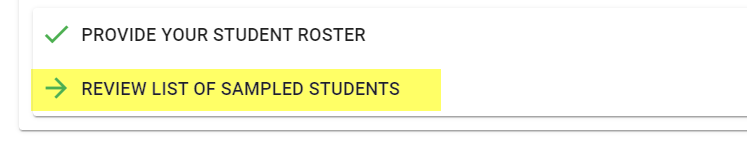 PROVIDE YOUR STUDENT ROSTER
REVIEW LIST OF SAMPLED STUDENTS